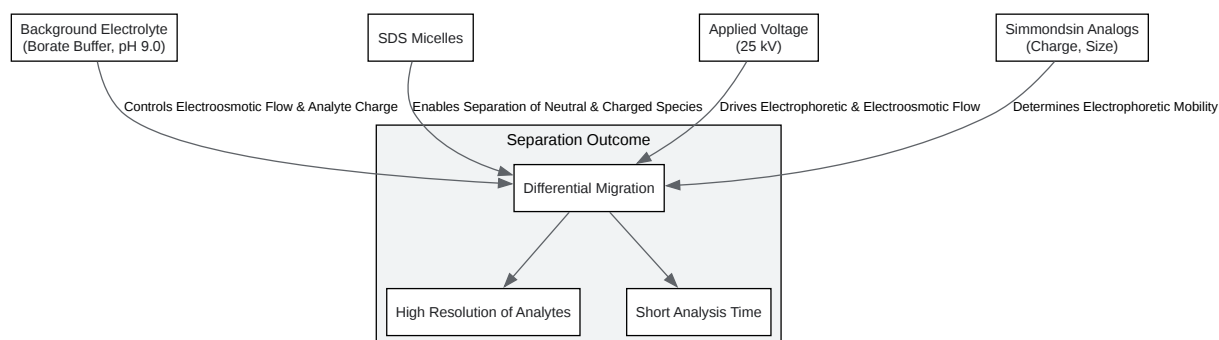 Background Electrolyte
(Borate Buffer, pH 9.0)
SDS Micelles
Applied Voltage
(25 kV)
Simmondsin Analogs
(Charge, Size)
Controls Electroosmotic Flow & Analyte Charge
Enables Separation of Neutral & Charged Species
Drives Electrophoretic & Electroosmotic Flow
Determines Electrophoretic Mobility
Separation Outcome
Differential Migration
High Resolution of Analytes
Short Analysis Time